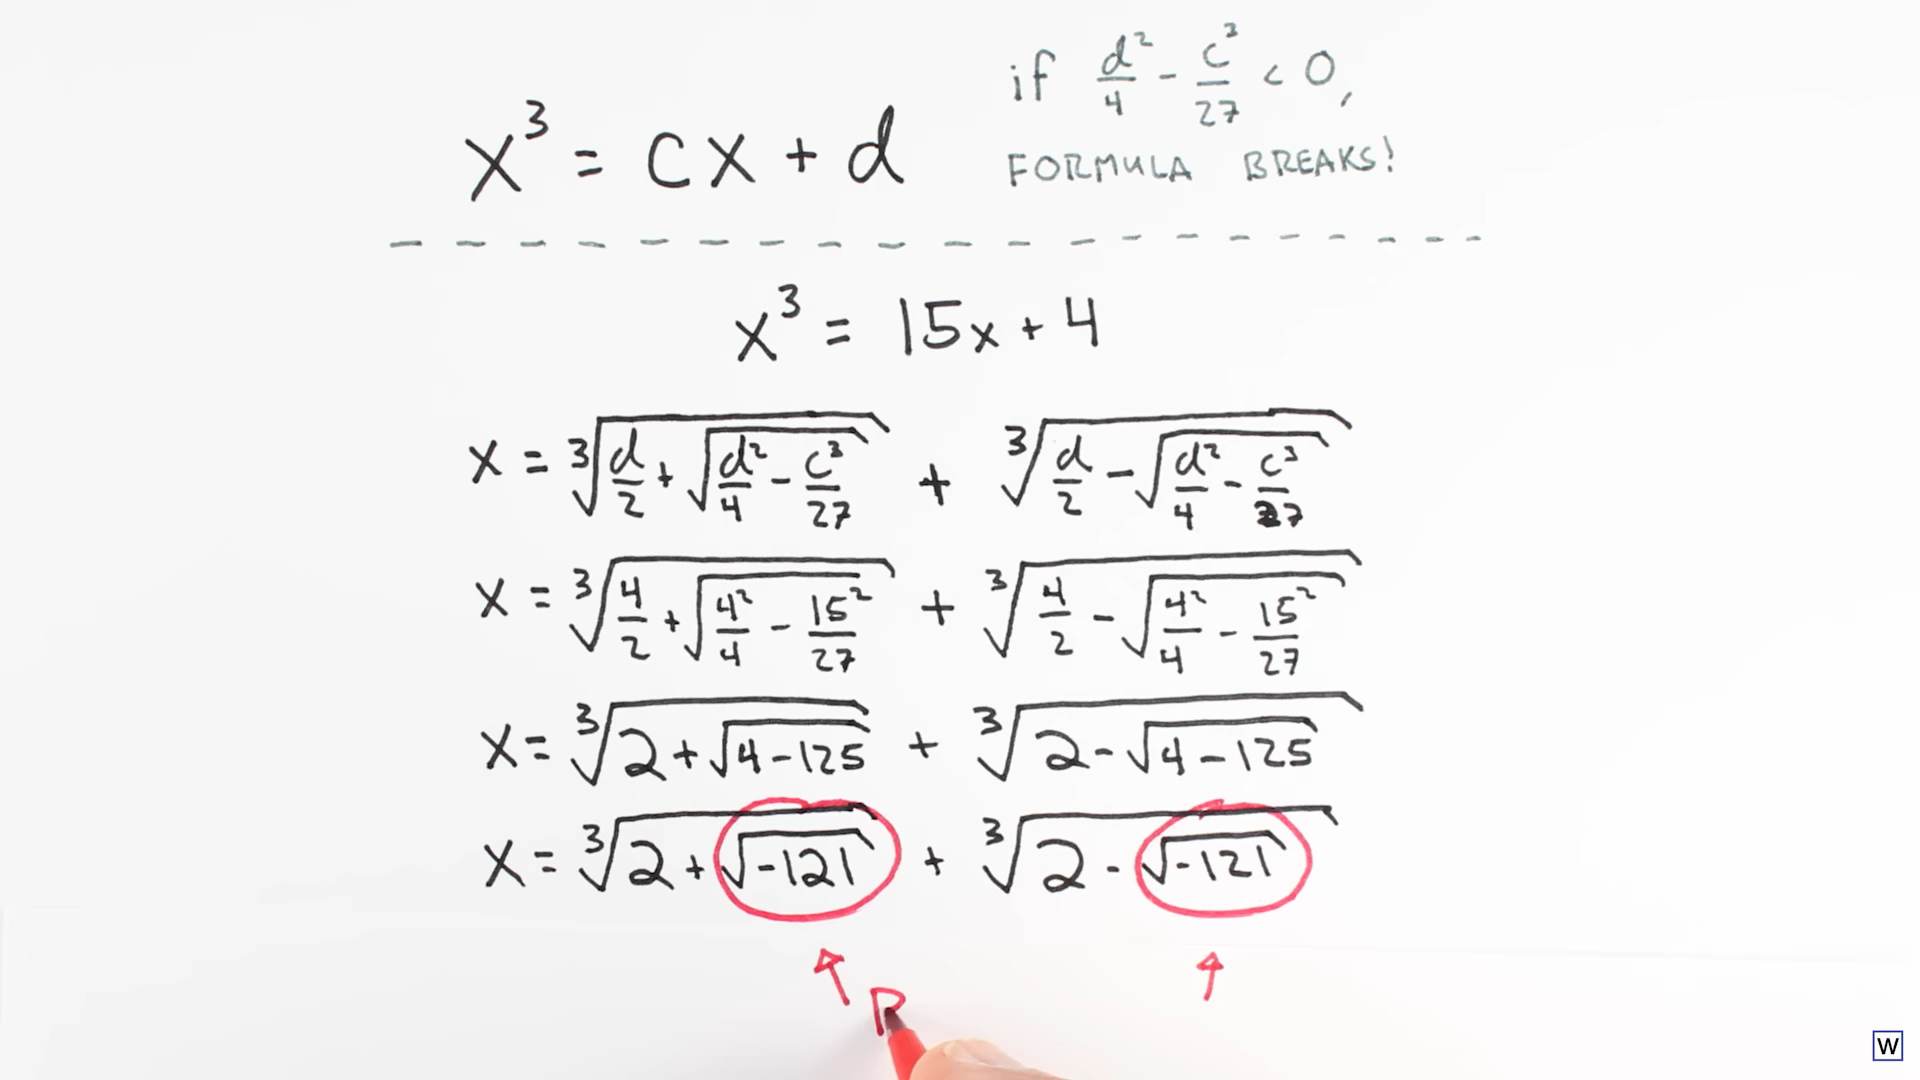 if d²/4 - c³/27 < 0,
x³ = cx + d
FORMULA BREAKS!
x³ = 15x + 4
x = ∛(d/2 + √(d²/4 - c³/27)) + ∛(d/2 - √(d²/4 - c³/27))
x = ∛(4/2 + √(4²/4 - 15²/27)) + ∛(4/2 - √(4²/4 - 15²/27))
x = ∛(2 + √(4 - 125)) + ∛(2 - √(4 - 125))
x = ∛(2 + √(-121)) + ∛(2 - √(-121))
P
W